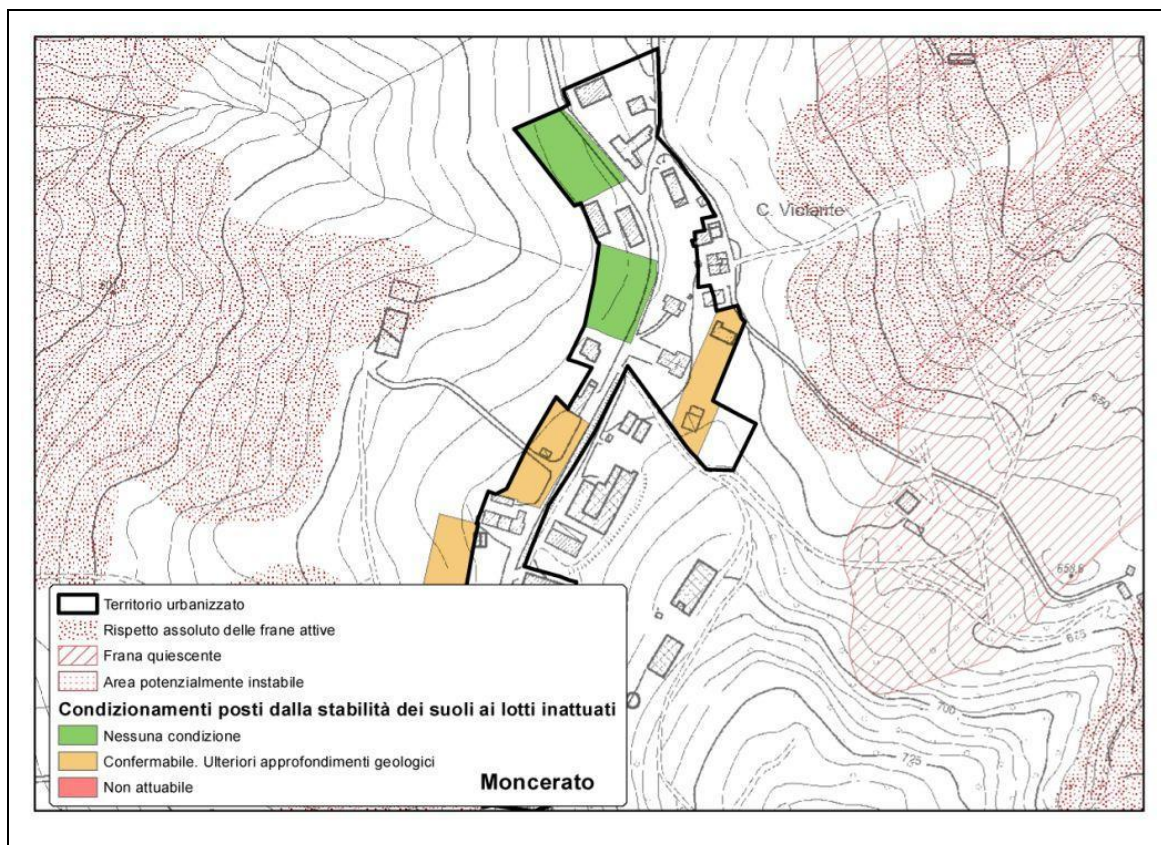 C. Violante
650
658.6
675
700
725
Territorio urbanizzato
Rispetto assoluto delle frane attive
Frana quiescente
Area potenzialmente instabile
Condizionamenti posti dalla stabilità dei suoli ai lotti inattuati
Nessuna condizione
Confermabile. Ulteriori approfondimenti geologici
Non attuabile
Moncerato